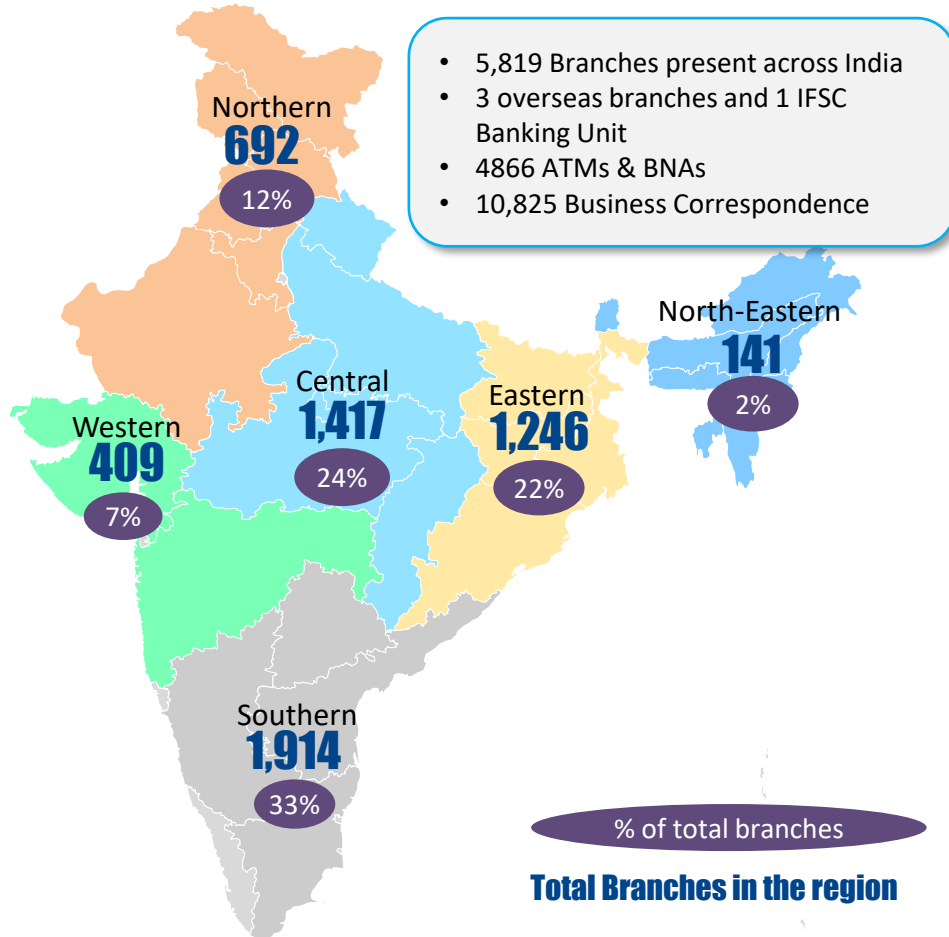 • 5,819 Branches present across India
• 3 overseas branches and 1 IFSC
Banking Unit
• 4866 ATMs & BNAs
• 10,825 Business Correspondence
Northern
692
12%
North-Eastern
141
2%
Central
1,417
24%
Eastern
1,246
22%
Western
409
7%
Southern
1,914
33%
% of total branches
Total Branches in the region